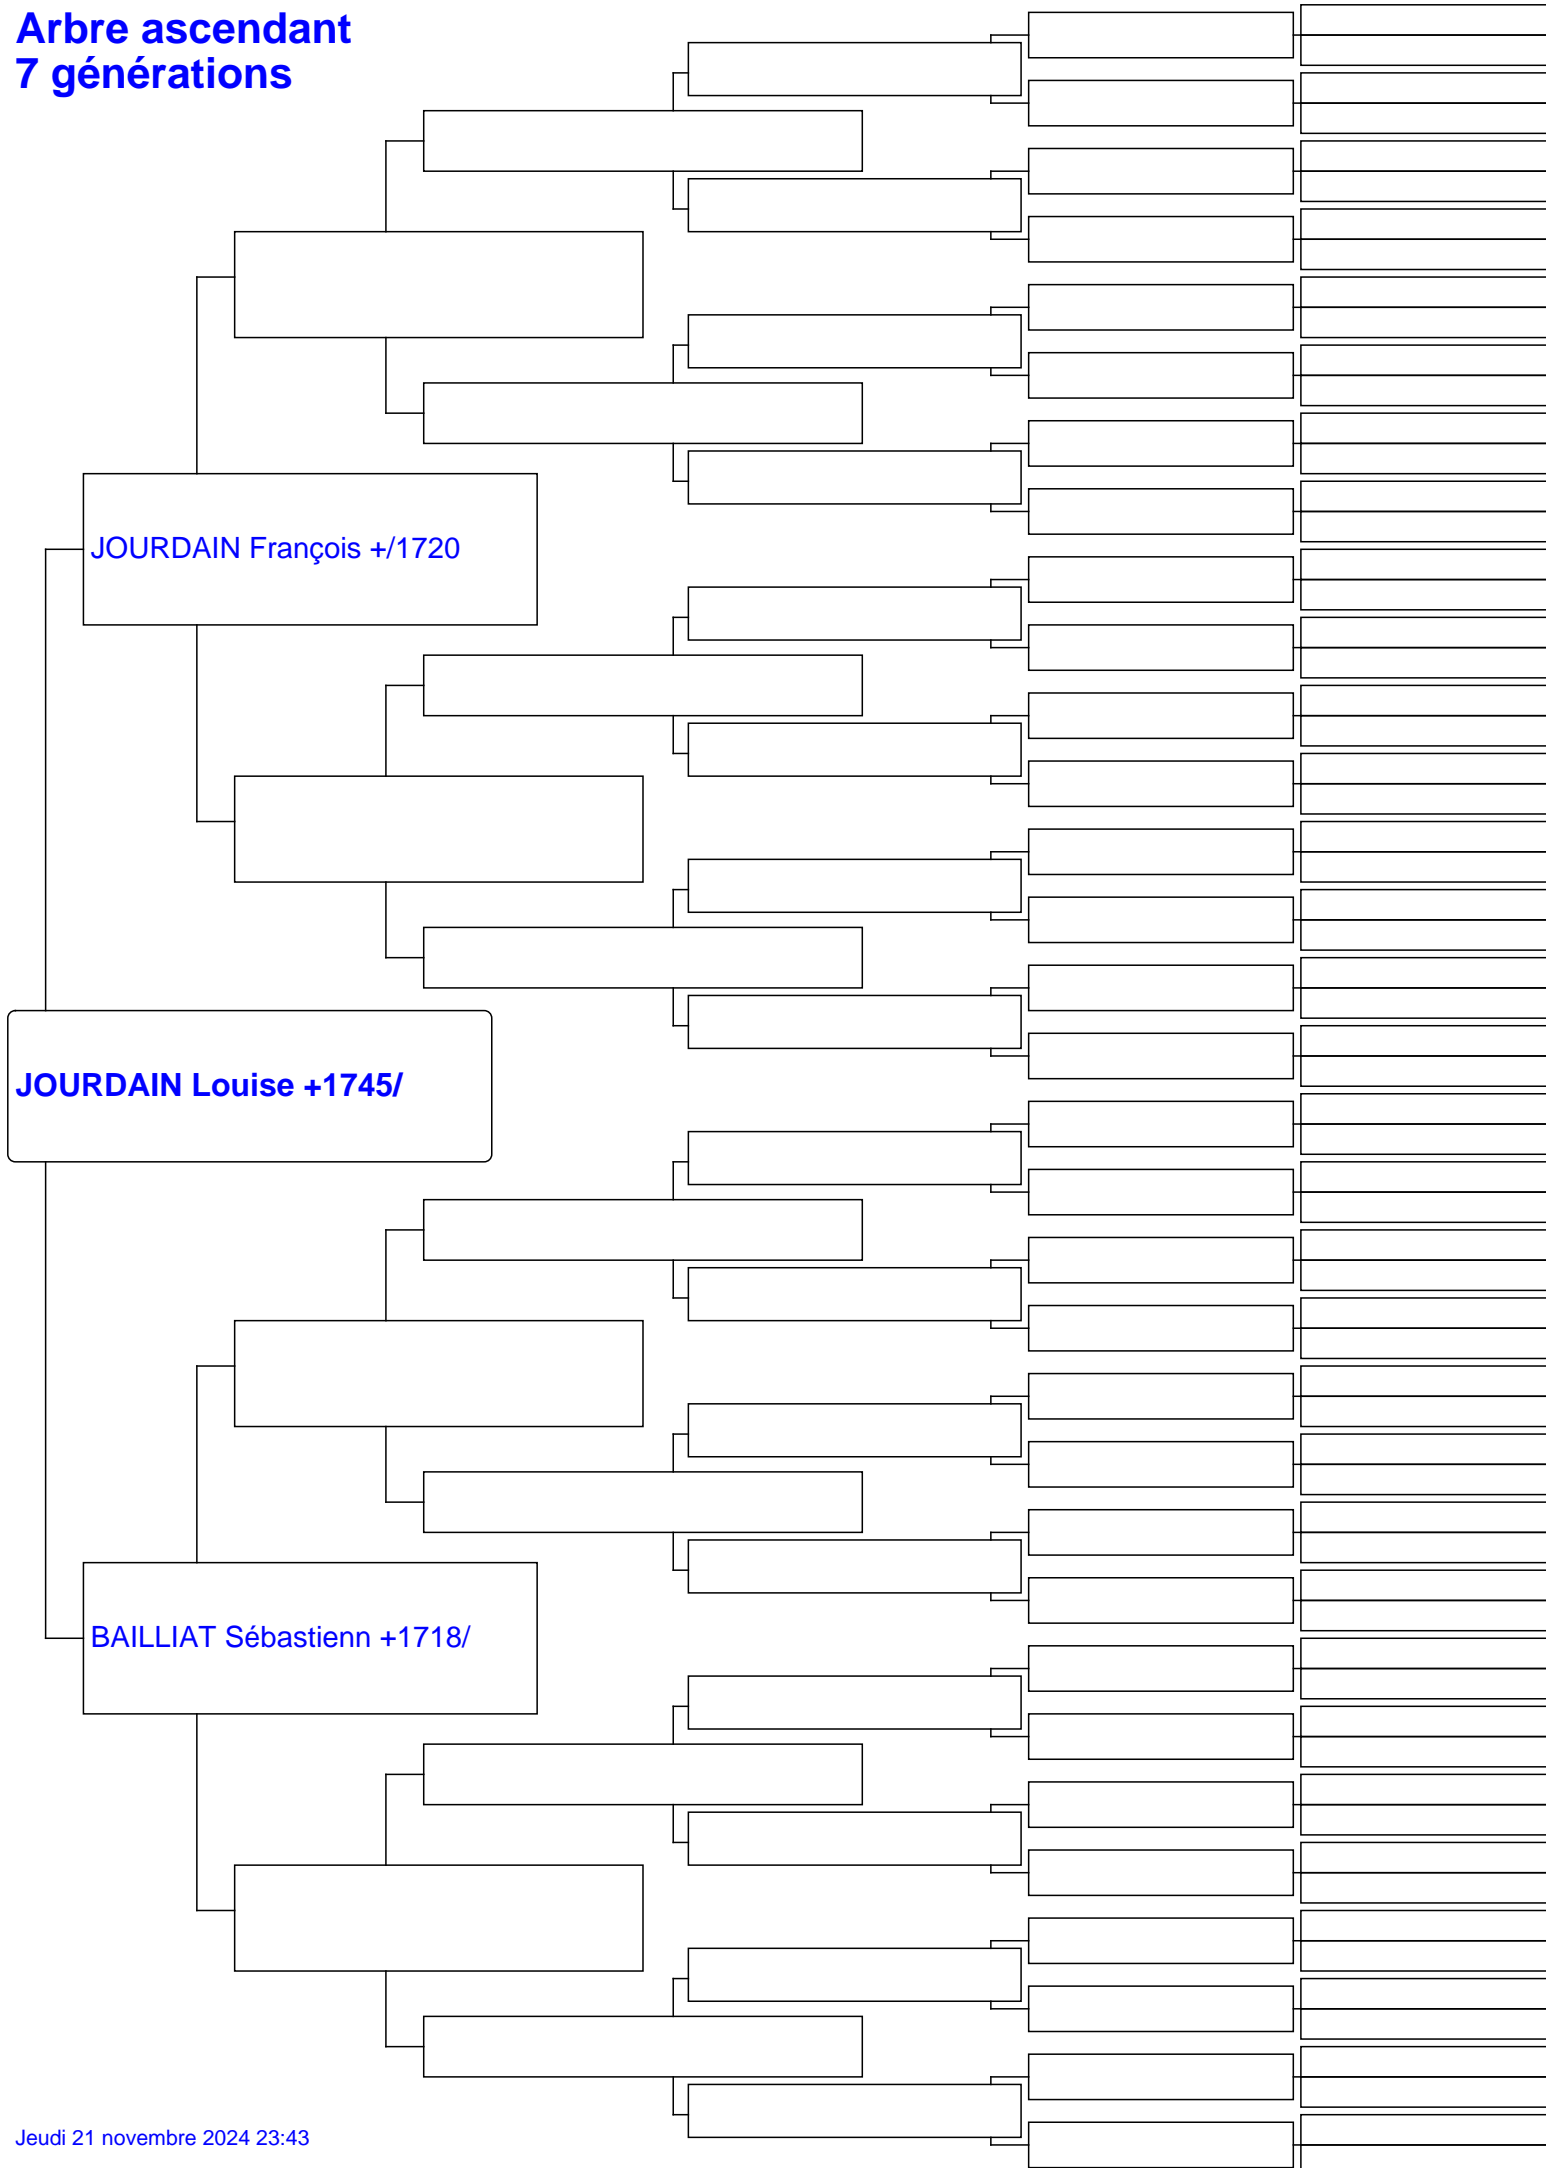 Arbre ascendant
7 générations
JOURDAIN François +/1720
JOURDAIN Louise +1745/
BAILLIAT Sébastienn +1718/
Jeudi 21 novembre 2024 23:43